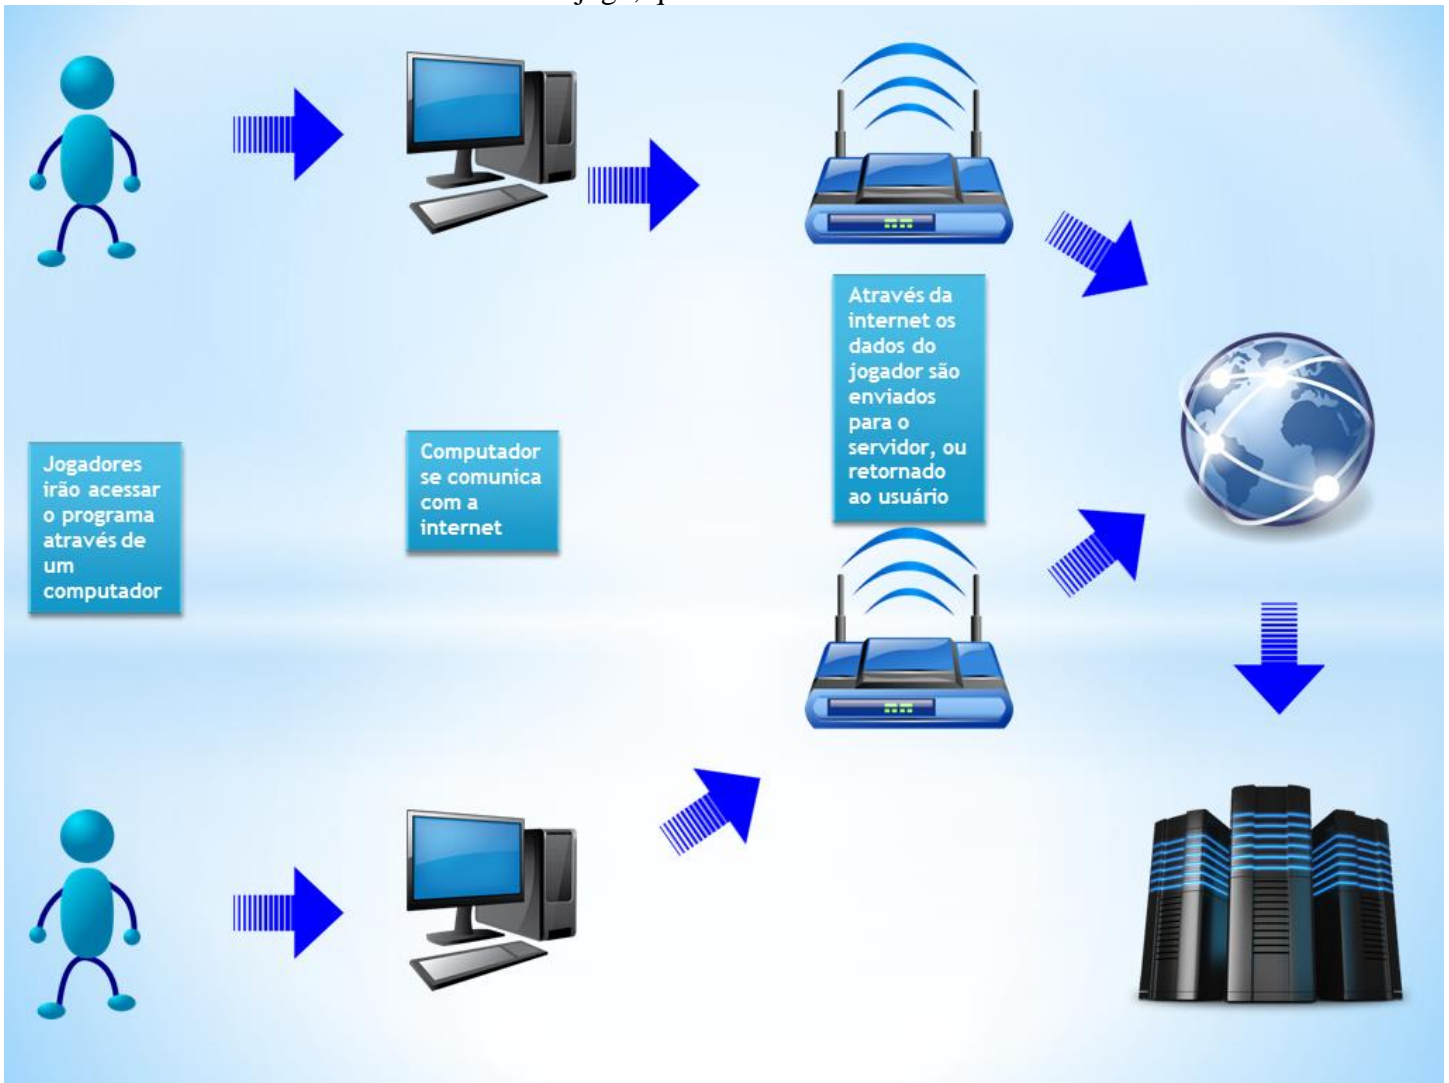 Jogadores
irão acessar
o programa
através de
um
computador
Computador
se comunica
com a
internet
Através da
internet os
dados do
jogador são
enviados
para o
servidor, ou
retornado
ao usuário